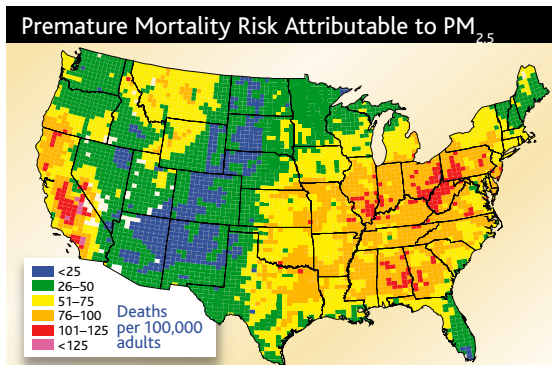 Premature Mortality Risk Attributable to PM2.5
<25
26–50
51–75
76–100
101–125
<125
Deaths
per 100,000
adults